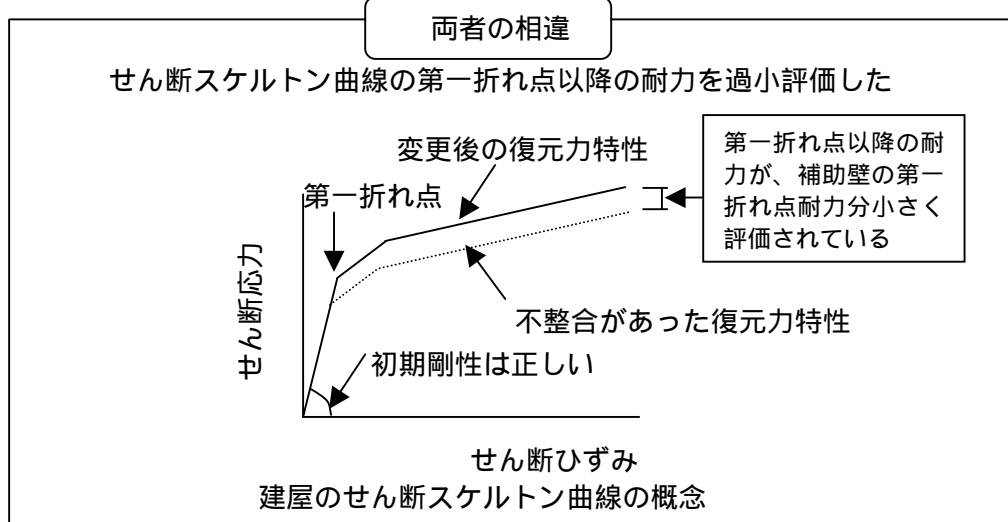 両者の相違
せん断スケルトン曲線の第一折れ点以降の耐力を過小評価した
変更後の復元力特性
第一折れ点以降の耐
力が、補助壁の第一
折れ点耐力分小さく
評価されている
第一折れ点
せん断応力
不整合があった復元力特性
初期剛性は正しい
せん断ひずみ
建屋のせん断スケルトン曲線の概念